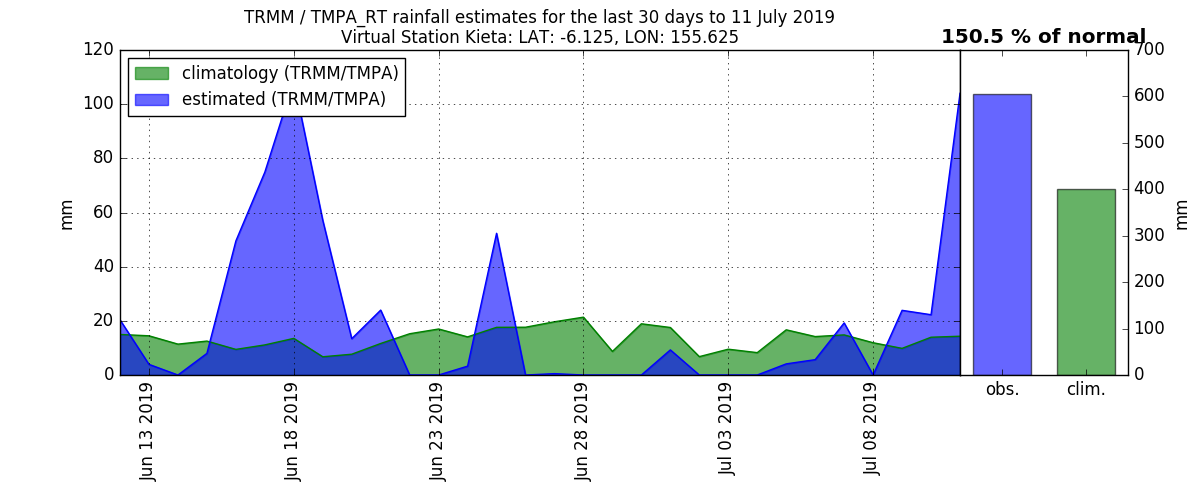 TRMM / TMPA_RT rainfall estimates for the last 30 days to 11 July 2019
Virtual Station Kieta: LAT: -6.125, LON: 155.625
150.5 % of normal
climatology (TRMM/TMPA)
estimated (TRMM/TMPA)
mm
120
100
80
60
40
20
0
Jun 13 2019
Jun 18 2019
Jun 23 2019
Jun 28 2019
Jul 03 2019
Jul 08 2019
700
600
500
400
300
200
100
0
mm
obs.
clim.